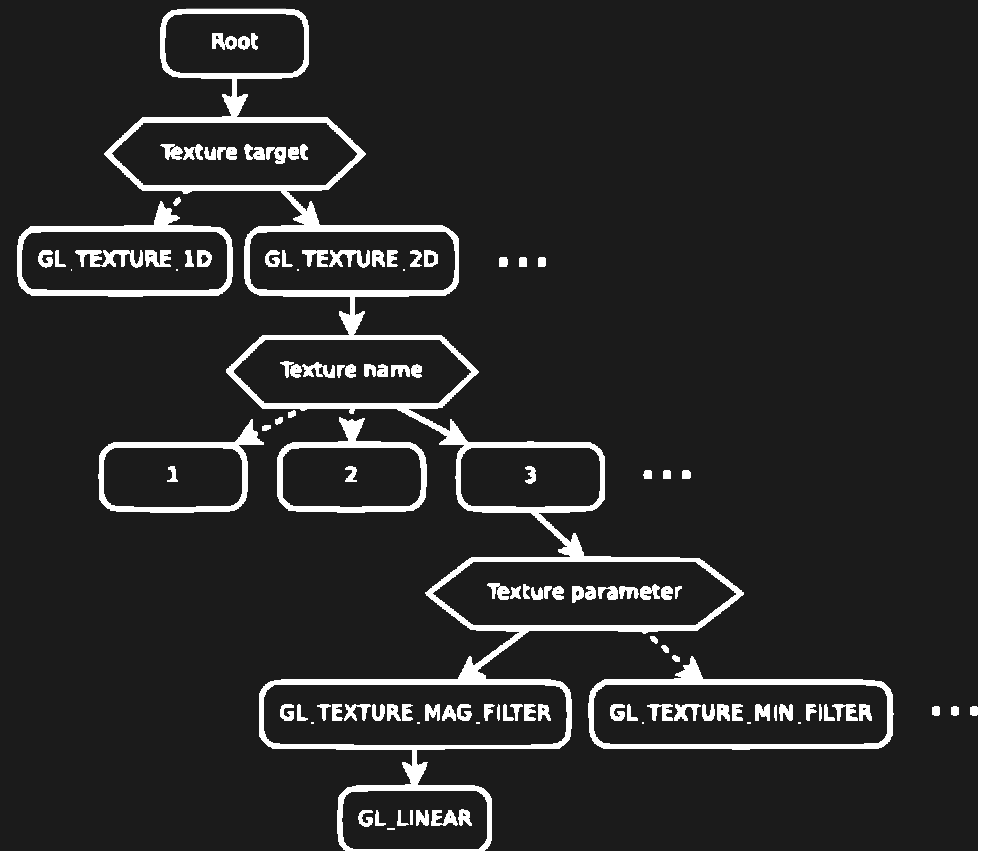 Root
Texture target
GL_TEXTURE_1D
GL_TEXTURE_2D
...
Texture name
1
2
3
...
Texture parameter
GL_TEXTURE_MAG_FILTER
GL_TEXTURE_MIN_FILTER
...
GL_LINEAR